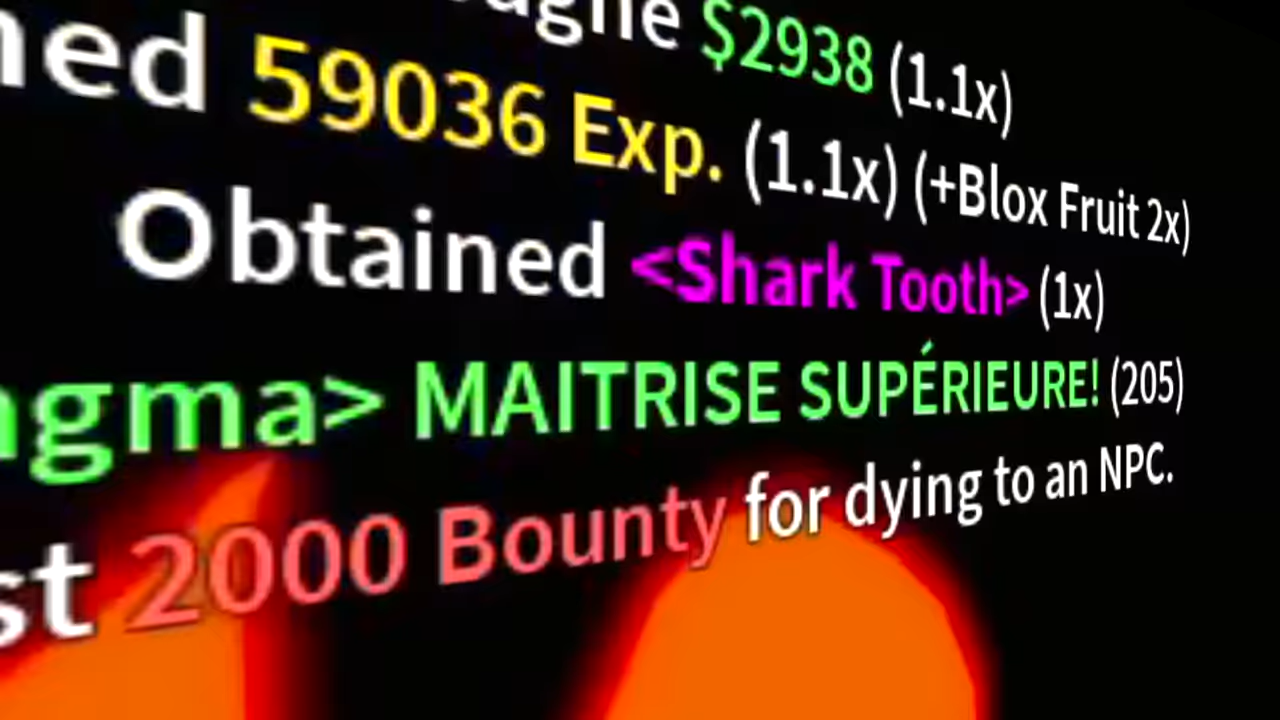 $2938 (1.1x)
59036 Exp. (1.1x) (+Blox Fruit 2x)
Obtained <Shark Tooth> (1x)
MAITRISE SUPÉRIEURE! (205)
2000 Bounty for dying to an NPC.